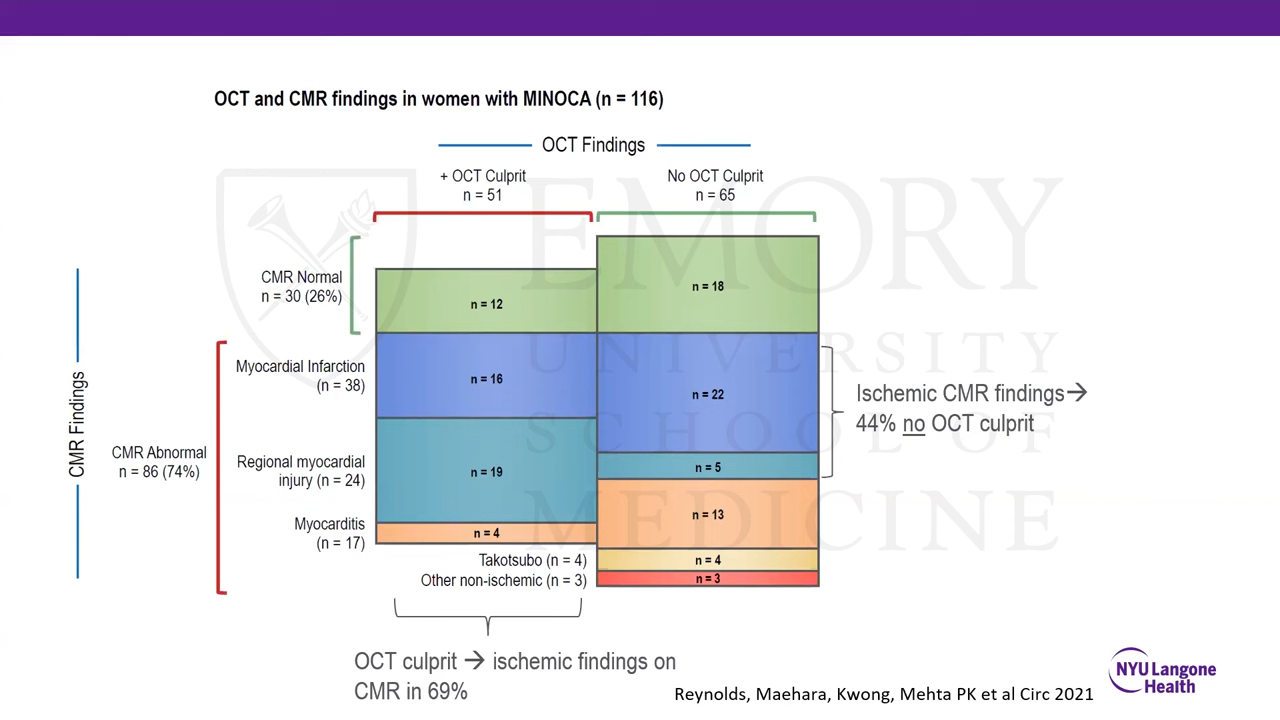 OCT and CMR findings in women with MINOCA (n = 116)
OCT Findings
+ OCT Culprit
n = 51
No OCT Culprit
n = 65
CMR Normal
n = 30 (26%)
n = 12
n = 18
CMR Findings
CMR Abnormal
n = 86 (74%)
Myocardial Infarction
(n = 38)
n = 16
n = 22
Regional myocardial
injury (n = 24)
n = 19
n = 5
Myocarditis
(n = 17)
n = 4
n = 13
Takotsubo (n = 4)
n = 4
Other non-ischemic (n = 3)
n = 3
Ischemic CMR findings→
44% no OCT culprit
OCT culprit → ischemic findings on
CMR in 69%
Reynolds, Maehara, Kwong, Mehta PK et al Circ 2021
NYU Langone
Health
EMORY
UNIVERSITY
SCHOOL OF
MEDICINE